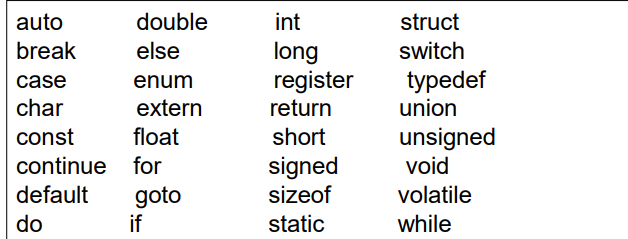 auto double int struct
break else long switch
case enum register typedef
char extern return union
const float short unsigned
continue for signed void
default goto sizeof volatile
do if static while